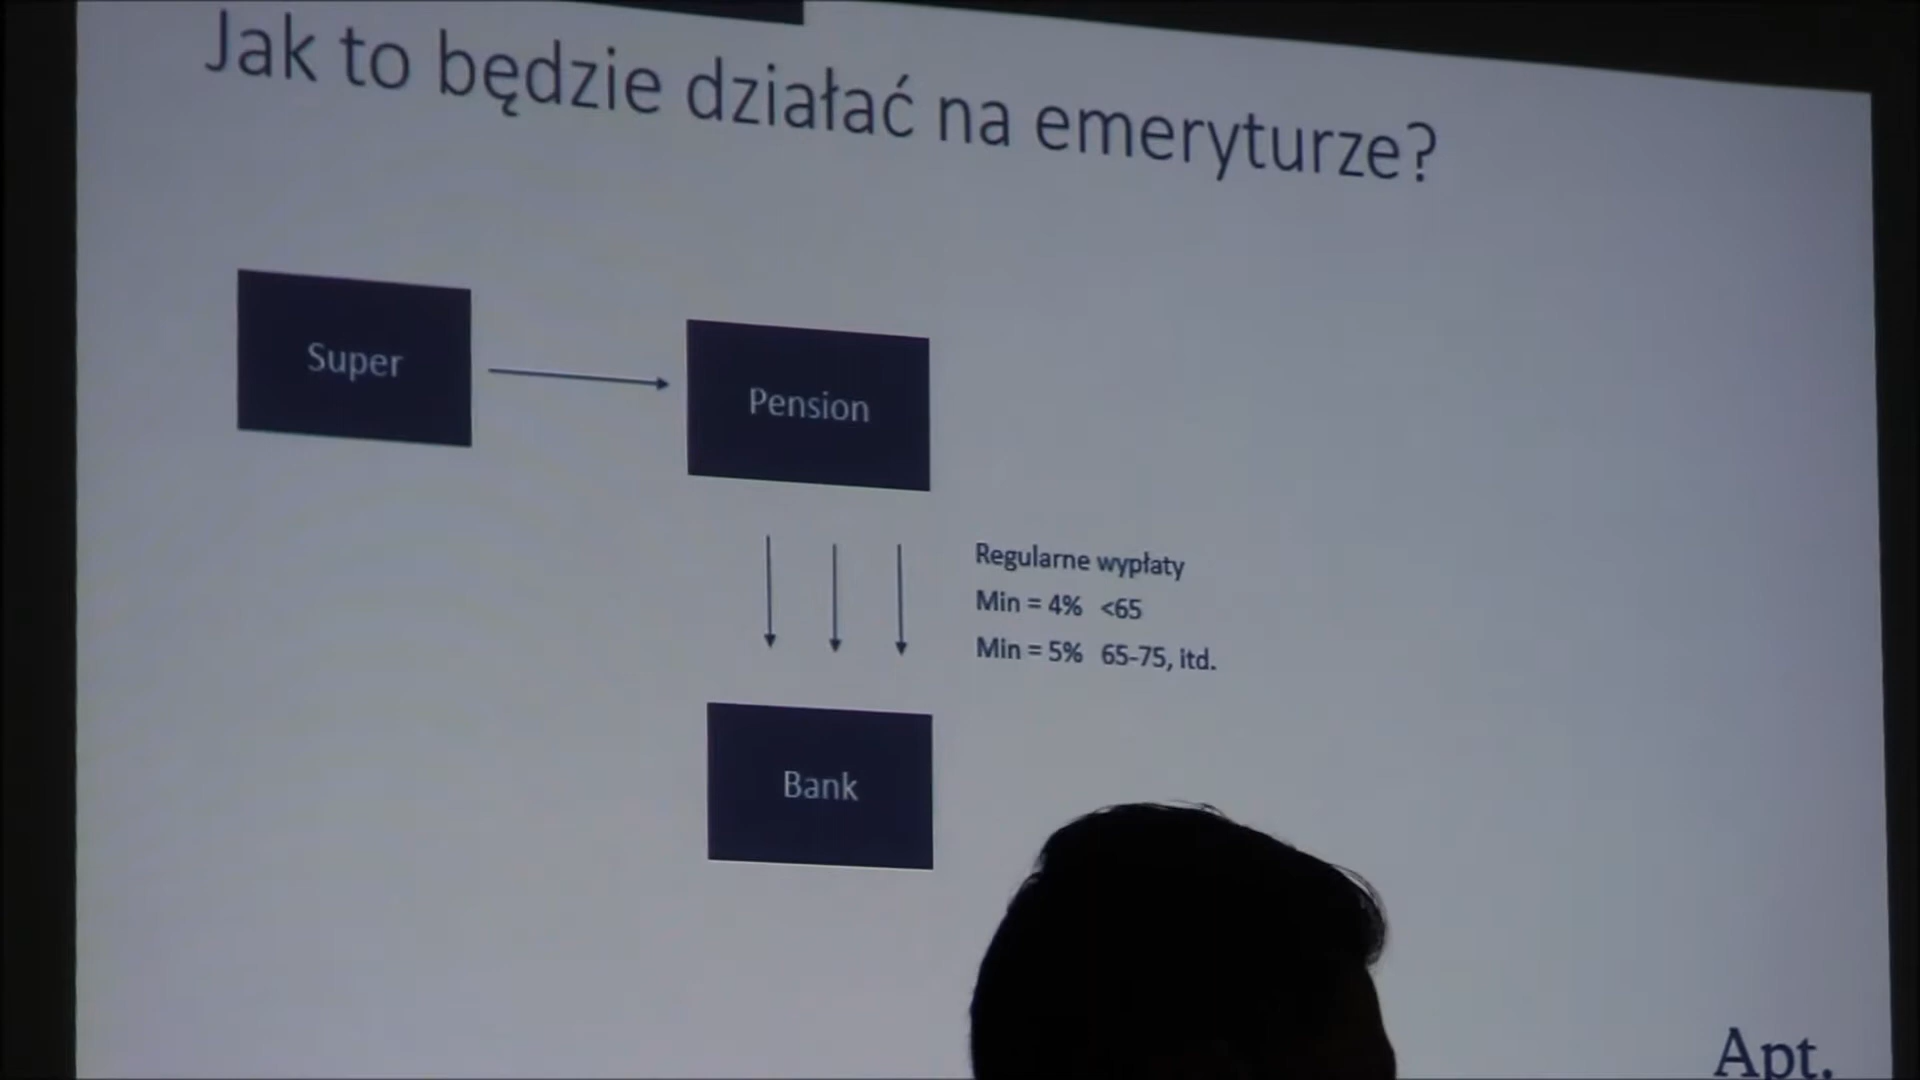 Jak to będzie działać na emeryturze?
Super
Pension
Regularne wypłaty
Min = 4% <65
Min = 5% 65-75, itd.
Bank
Apt.